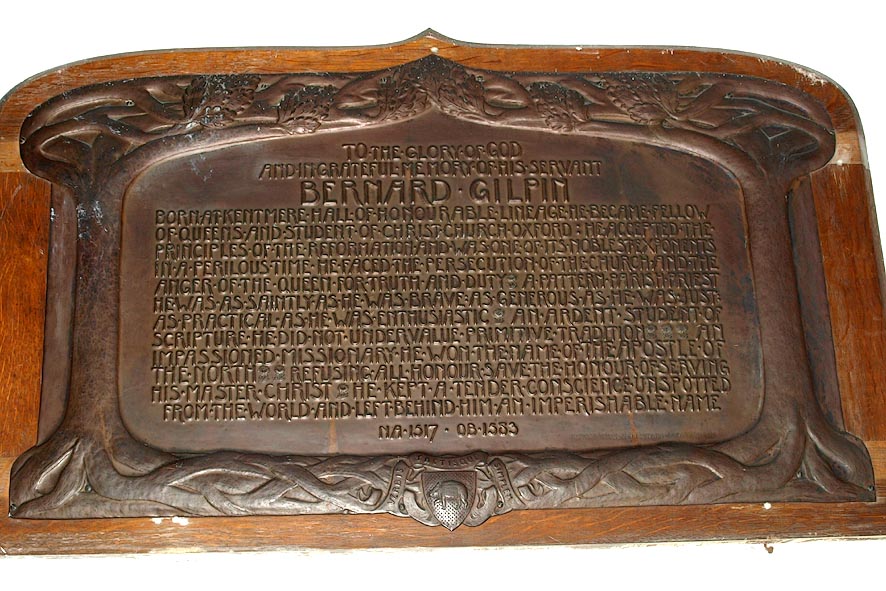 TO·THE·GLORY·OF·GOD
AND·IN·GRATEFUL·MEMORY·OF·HIS·SERVANT
BERNARD·GILPIN
BORN·AT·KENTMERE·HALL·OF·HONOURABLE·LINEAGE·HE·BECAME·FELLOW
OF·QUEENS·AND·STUDENT·OF·CHRIST·CHURCH·OXFORD·HE·ACCEPTED·THE
PRINCIPLES·OF·THE·REFORMATION·AND·WAS·ONE·OF·ITS·NOBLEST·EXPONENTS
IN·A·PERILOUS·TIME·HE·FACED·THE·PERSECUTION·OF·THE·CHURCH·AND·THE
ANGER·OF·THE·QUEEN·FOR·TRUTH·AND·DUTY·A·PATTERN·PARISH·PRIEST
HE·WAS·AS·SAINTLY·AS·HE·WAS·BRAVE·AS·GENEROUS·AS·HE·WAS·JUST·
AS·PRACTICAL·AS·HE·WAS·ENTHUSIASTIC·AN·ARDENT·STUDENT·OF
SCRIPTURE·HE·DID·NOT·UNDERVALUE·PRIMITIVE·TRADITION·AN
IMPASSIONED·MISSIONARY·HE·WON·THE·NAME·OF·THE·APOSTLE·OF
THE·NORTH·REFUSING·ALL·HONOUR·SAVE·THE·HONOUR·OF·SERVING
HIS·MASTER·CHRIST·HE·KEPT·A·TENDER·CONSCIENCE·UNSPOTTED
FROM·THE·WORLD·AND·LEFT·BEHIND·HIM·AN·IMPERISHABLE·NAME
NA·1517·OB·1583